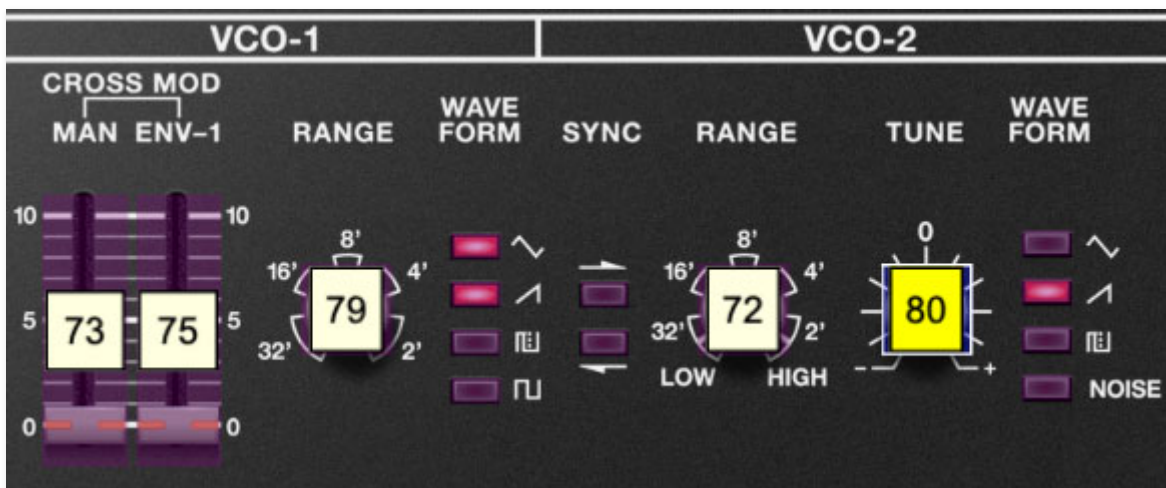 VCO-1
VCO-2
CROSS MOD
MAN ENV-1
RANGE
WAVE
FORM
SYNC
RANGE
TUNE
WAVE
FORM
10
10
5
5
0
0
73
75
8'
16'
4'
32'
2'
79
8'
16'
4'
32'
2'
LOW
HIGH
72
0
80
-
+
NOISE